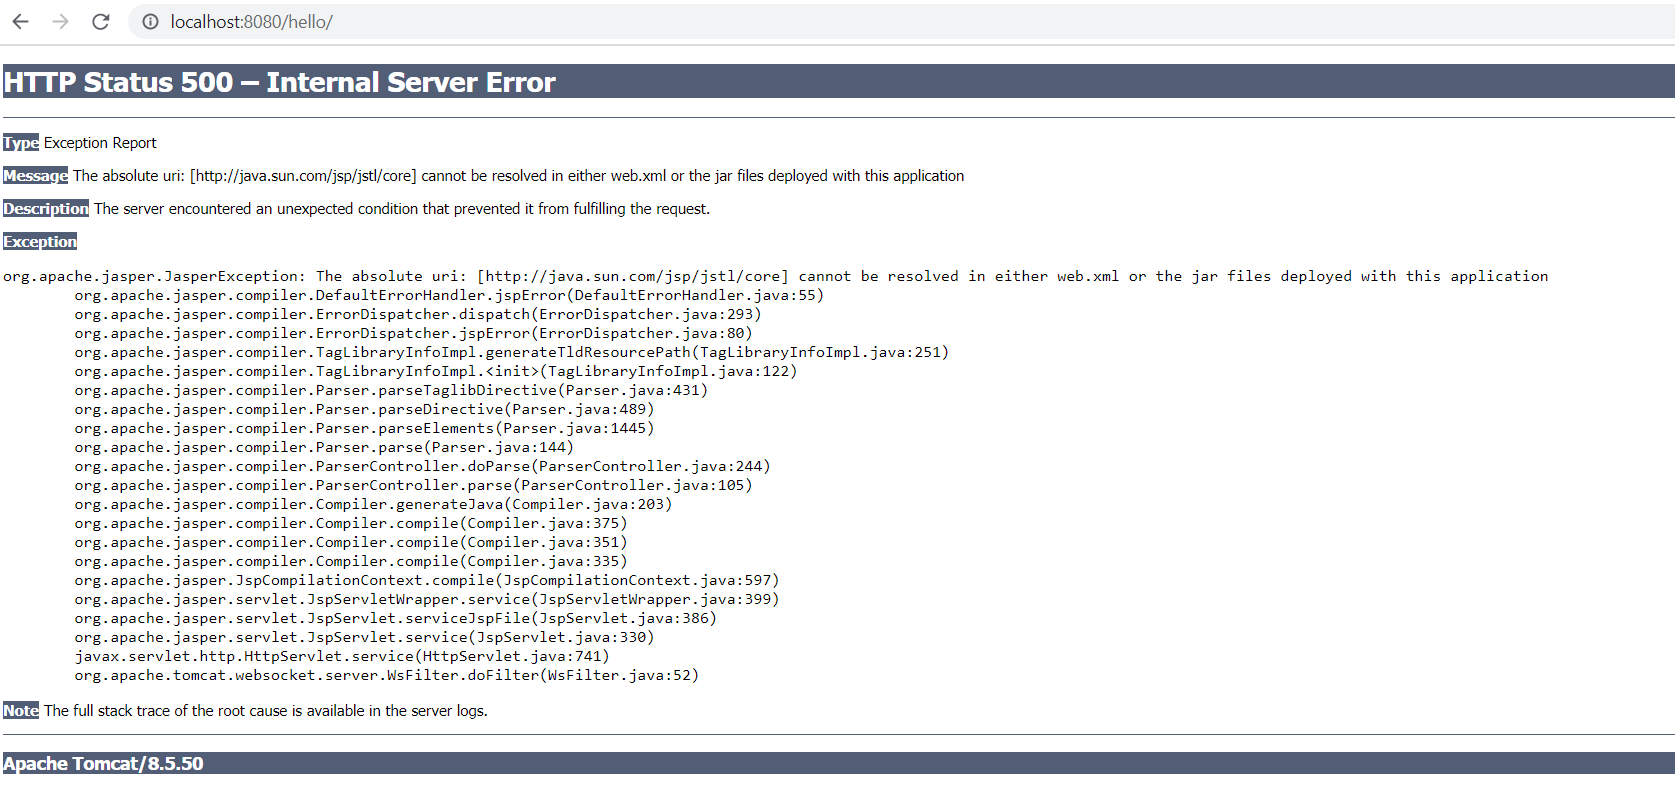 localhost:8080/hello/
HTTP Status 500 – Internal Server Error
Type Exception Report
Message The absolute uri: [http://java.sun.com/jsp/jstl/core] cannot be resolved in either web.xml or the jar files deployed with this application
Description The server encountered an unexpected condition that prevented it from fulfilling the request.
Exception
org.apache.jasper.JasperException: The absolute uri: [http://java.sun.com/jsp/jstl/core] cannot be resolved in either web.xml or the jar files deployed with this application
org.apache.jasper.compiler.DefaultErrorHandler.jspError(DefaultErrorHandler.java:55)
org.apache.jasper.compiler.ErrorDispatcher.dispatch(ErrorDispatcher.java:293)
org.apache.jasper.compiler.ErrorDispatcher.jspError(ErrorDispatcher.java:80)
org.apache.jasper.compiler.TagLibraryInfoImpl.generateTldResourcePath(TagLibraryInfoImpl.java:251)
org.apache.jasper.compiler.TagLibraryInfoImpl.<init>(TagLibraryInfoImpl.java:122)
org.apache.jasper.compiler.Parser.parseTaglibDirective(Parser.java:431)
org.apache.jasper.compiler.Parser.parseDirective(Parser.java:489)
org.apache.jasper.compiler.Parser.parseElements(Parser.java:1445)
org.apache.jasper.compiler.Parser.parse(Parser.java:144)
org.apache.jasper.compiler.ParserController.doParse(ParserController.java:244)
org.apache.jasper.compiler.ParserController.parse(ParserController.java:105)
org.apache.jasper.compiler.Compiler.generateJava(Compiler.java:203)
org.apache.jasper.compiler.Compiler.compile(Compiler.java:375)
org.apache.jasper.compiler.Compiler.compile(Compiler.java:351)
org.apache.jasper.compiler.Compiler.compile(Compiler.java:335)
org.apache.jasper.JspCompilationContext.compile(JspCompilationContext.java:597)
org.apache.jasper.servlet.JspServletWrapper.service(JspServletWrapper.java:399)
org.apache.jasper.servlet.JspServlet.serviceJspFile(JspServlet.java:386)
org.apache.jasper.servlet.JspServlet.service(JspServlet.java:330)
javax.servlet.http.HttpServlet.service(HttpServlet.java:741)
org.apache.tomcat.websocket.server.WsFilter.doFilter(WsFilter.java:52)
Note The full stack trace of the root cause is available in the server logs.
Apache Tomcat/8.5.50